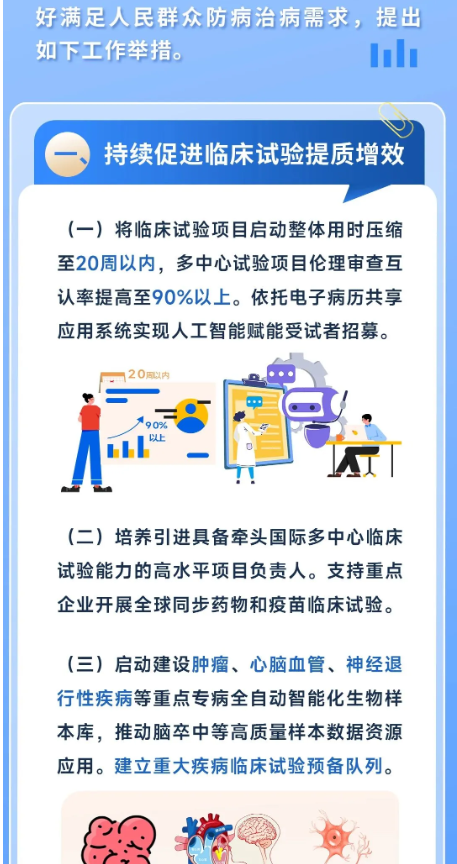 好满足人民群众防病治病需求，提出
如下工作举措。
一、
持续促进临床试验提质增效
（一）将临床试验项目启动整体用时压缩
至20周以内，多中心试验项目伦理审查互
认率提高至90%以上。依托电子病历共享
应用系统实现人工智能赋能受试者招募。
20周以内
90%
以上
（二）培养引进具备牵头国际多中心临床
试验能力的高水平项目负责人。支持重点
企业开展全球同步药物和疫苗临床试验。
（三）启动建设肿瘤、心脑血管、神经退
行性疾病等重点专病全自动智能化生物样
本库，推动脑卒中等高质量样本数据资源
应用。建立重大疾病临床试验预备队列。